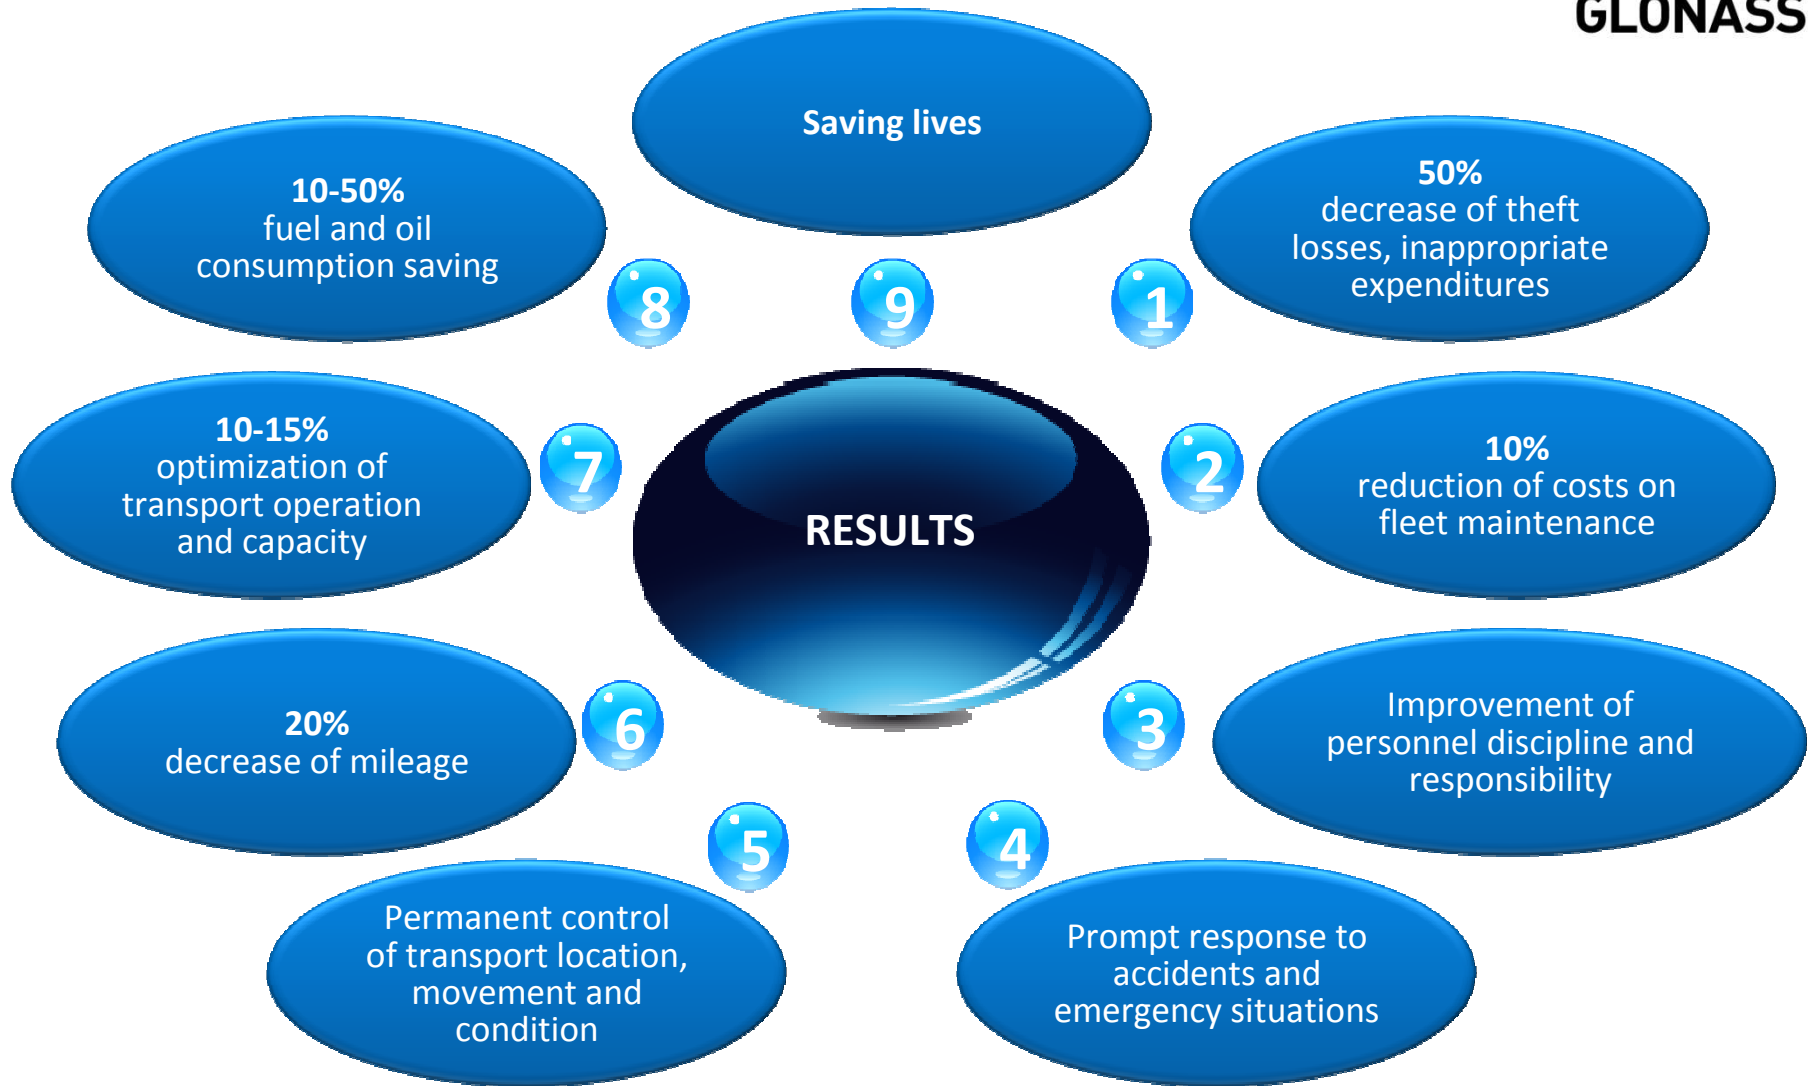 GLONASS
Saving lives
10-50%
fuel and oil
consumption saving
50%
decrease of theft
losses, inappropriate
expenditures
8
9
1
10-15%
optimization of
transport operation
and capacity
7
RESULTS
2
10%
reduction of costs on
fleet maintenance
20%
decrease of mileage
6
3
Improvement of
personnel discipline and
responsibility
5
4
Permanent control
of transport location,
movement and
condition
Prompt response to
accidents and
emergency situations